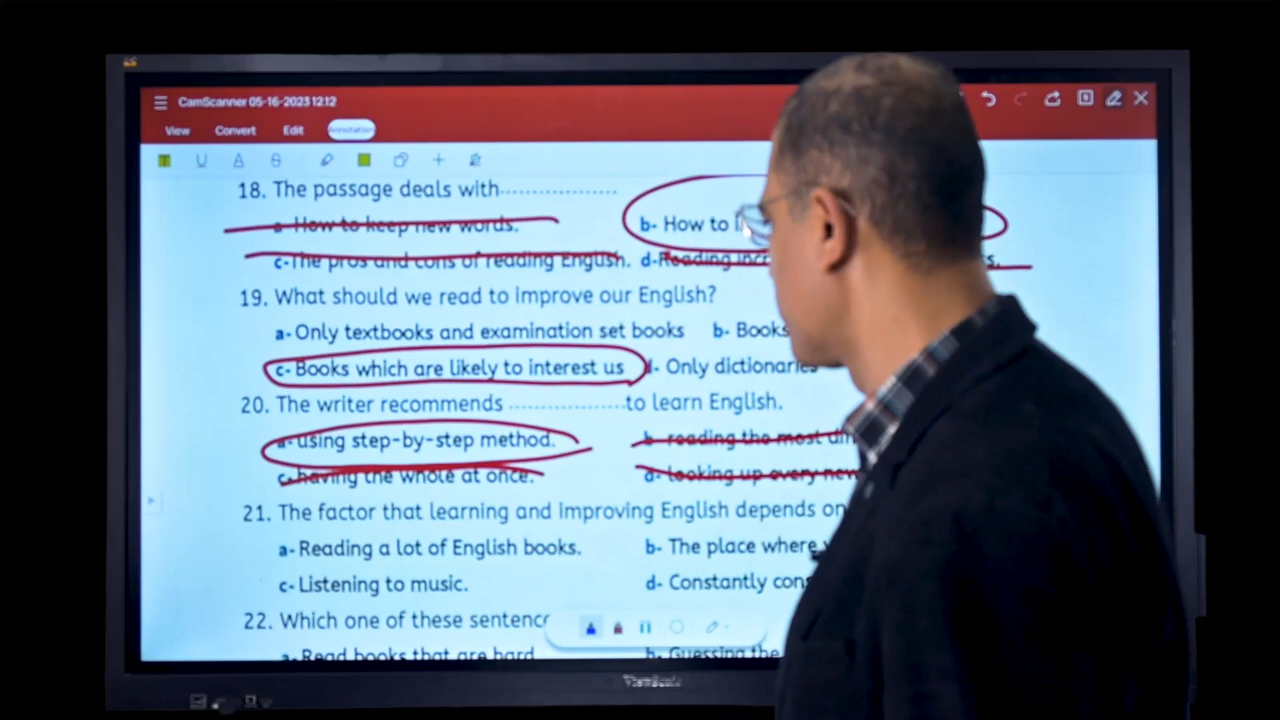 CamScanner 05-16-2023 12:12
View Convert Edit Annotation
18. The passage deals with
a- How to keep new words. b- How to
c- The pros and cons of reading English. d- Reading
19. What should we read to improve our English?
a- Only textbooks and examination set books b- Books
c- Books which are likely to interest us d- Only dictionaries
20. The writer recommends ........................ to learn English.
a- using step-by-step method. b- reading the most
c- having the whole at once. d- looking up every new
21. The factor that learning and improving English depends on
a- Reading a lot of English books. b- The place where
c- Listening to music. d- Constantly
22. Which one of these
a- Read books that are hard b- Guessing the
ViewSonic